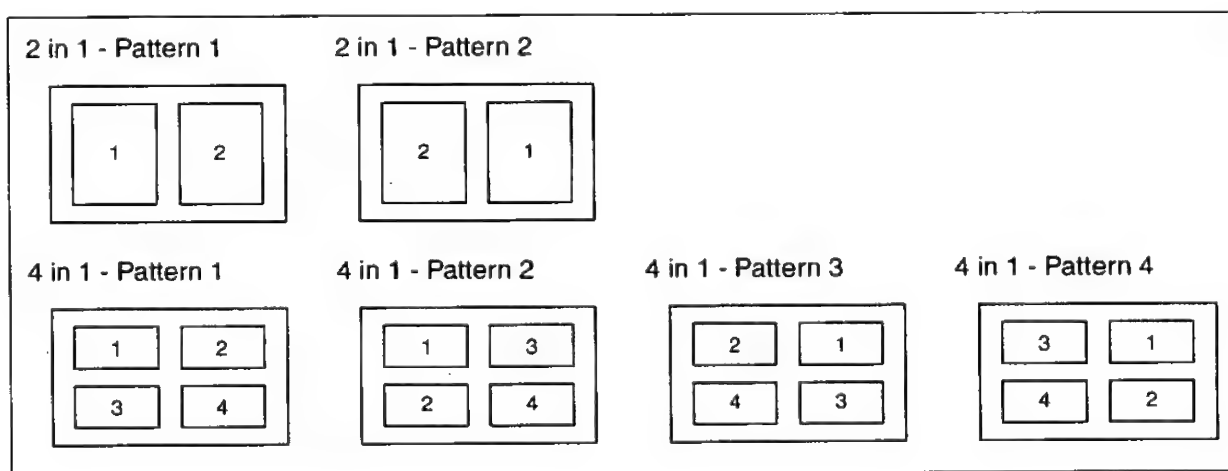 2 in 1 - Pattern 1 2 in 1 - Pattern 2
1 2 2 1
4 in 1 - Pattern 1 4 in 1 - Pattern 2 4 in 1 - Pattern 3 4 in 1 - Pattern 4
1 2 1 3 2 1 3 1
3 4 2 4 4 3 4 2